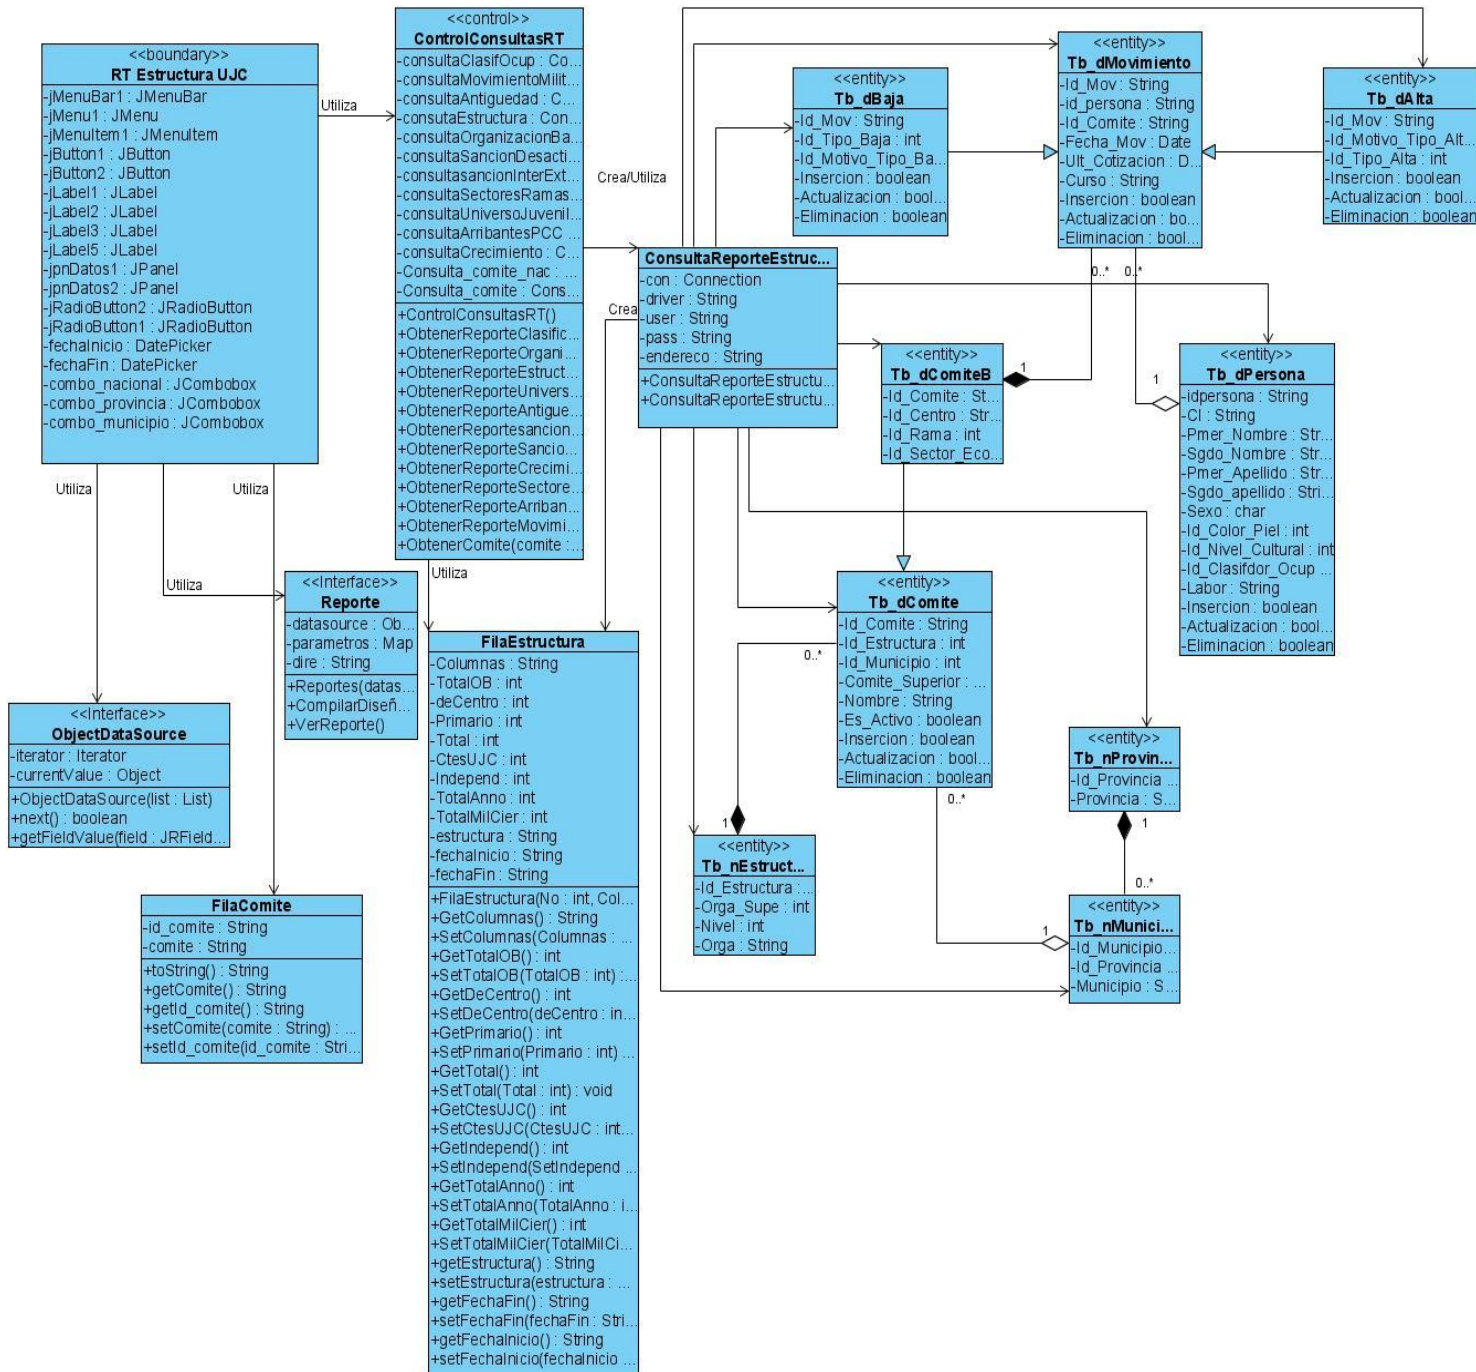 <<boundary>>
RT Estructura UJC
-jMenuBar1 : JMenuBar
-jMenu1 : JMenu
-jMenuItem1 : JMenuItem
-jButton1 : JButton
-jButton2 : JButton
-jLabel1 : JLabel
-jLabel2 : JLabel
-jLabel3 : JLabel
-jLabel5 : JLabel
-jpnDatos1 : JPanel
-jpnDatos2 : JPanel
-jRadioButton2 : JRadioButton
-jRadioButton1 : JRadioButton
-fechaInicio : DatePicker
-fechaFin : DatePicker
-combo_nacional : JCombobox
-combo_provincia : JCombobox
-combo_municipio : JCombobox
Utiliza
<<control>>
ControlConsultasRT
-consultaClasifOcup : Co...
-consultaMovimientoMilit...
-consultaAntiguedad : C...
-consutaEstructura : Con...
-consultaOrganizacionBa...
-consultaSancionDesacti...
-consultasancionInterExt...
-consultaSectoresRamas...
-consultaUniversoJuvenil...
-consultaArribantesPCC ...
-consultaCrecimiento : C...
-Consulta_comite_nac : ...
-Consulta_comite : Cons...
+ControlConsultasRT()
+ObtenerReporteClasific...
+ObtenerReporteOrgani...
+ObtenerReporteEstruct...
+ObtenerReporteUnivers...
+ObtenerReporteAntigue...
+ObtenerReportesancion...
+ObtenerReporteSancio...
+ObtenerReporteCrecimi...
+ObtenerReporteSectore...
+ObtenerReporteArriban...
+ObtenerReporteMovimi...
+ObtenerComite(comite :...
Crea/Utiliza
<<entity>>
Tb_dBaja
-Id_Mov : String
-Id_Tipo_Baja : int
-Id_Motivo_Tipo_Ba...
-Insercion : boolean
-Actualizacion : bool...
-Eliminacion : boolean
<<entity>>
Tb_dMovimiento
-Id_Mov : String
-id_persona : String
-Id_Comite : String
-Fecha_Mov : Date
-Ult_Cotizacion : D...
-Curso : String
-Insercion : boolean
-Actualizacion : bo...
-Eliminacion : bool...
0..*
0..*
<<entity>>
Tb_dAlta
-Id_Mov : String
-Id_Motivo_Tipo_Alt...
-Id_Tipo_Alta : int
-Insercion : boolean
-Actualizacion : bool...
-Eliminacion : boolean
ConsultaReporteEstruc...
-con : Connection
-driver : String
-user : String
-pass : String
-endereco : String
+ConsultaReporteEstructu...
+ConsultaReporteEstructu...
Crea
<<entity>>
Tb_dComiteB
-Id_Comite : St...
-Id_Centro : Str...
-Id_Rama : int
-Id_Sector_Eco...
1
1
<<entity>>
Tb_dPersona
-idpersona : String
-CI : String
-Pmer_Nombre : Str...
-Sgdo_Nombre : Str...
-Pmer_Apellido : Str...
-Sgdo_apellido : Stri...
-Sexo : char
-Id_Color_Piel : int
-Id_Nivel_Cultural : int
-Id_Clasifdor_Ocup ...
-Labor : String
-Insercion : boolean
-Actualizacion : bool...
-Eliminacion : boolean
Utiliza
Utiliza
Utiliza
Utiliza
<<Interface>>
Reporte
-datasource : Ob...
-parametros : Map
-dire : String
+Reportes(datas...
+CompilarDiseñ...
+VerReporte()
<<Interface>>
ObjectDataSource
-iterator : Iterator
-currentValue : Object
+ObjectDataSource(list : List)
+next() : boolean
+getFieldValue(field : JRField...
FilaComite
-id_comite : String
-comite : String
+toString() : String
+getComite() : String
+getId_comite() : String
+setComite(comite : String) : ...
+setId_comite(id_comite : Stri...
FilaEstructura
-Columnas : String
-TotalOB : int
-deCentro : int
-Primario : int
-Total : int
-CtesUJC : int
-Independ : int
-TotalAnno : int
-TotalMilCier : int
-estructura : String
-fechaInicio : String
-fechaFin : String
+FilaEstructura(No : int, Col...
+GetColumnas() : String
+SetColumnas(Columnas : ...
+GetTotalOB() : int
+SetTotalOB(TotalOB : int) :...
+GetDeCentro() : int
+SetDeCentro(deCentro : in...
+GetPrimario() : int
+SetPrimario(Primario : int) ...
+GetTotal() : int
+SetTotal(Total : int) : void
+GetCtesUJC() : int
+SetCtesUJC(CtesUJC : int...
+GetIndepend() : int
+SetIndepend(SetIndepend ...
+GetTotalAnno() : int
+SetTotalAnno(TotalAnno : i...
+GetTotalMilCier() : int
+SetTotalMilCier(TotalMilCi...
+getEstructura() : String
+setEstructura(estructura : ...
+getFechaFin() : String
+setFechaFin(fechaFin : Stri...
+getFechaInicio() : String
+setFechaInicio(fechaInicio ...
<<entity>>
Tb_dComite
-Id_Comite : String
-Id_Estructura : int
-Id_Municipio : int
-Comite_Superior : ...
-Nombre : String
-Es_Activo : boolean
-Insercion : boolean
-Actualizacion : bool...
-Eliminacion : boolean
0..*
0..*
1
<<entity>>
Tb_nEstruct...
-Id_Estructura :...
-Orga_Supe : int
-Nivel : int
-Orga : String
<<entity>>
Tb_nProvin...
-Id_Provincia ...
-Provincia : S...
1
0..*
1
<<entity>>
Tb_nMunici...
-Id_Municipio...
-Id_Provincia ...
-Municipio : S...